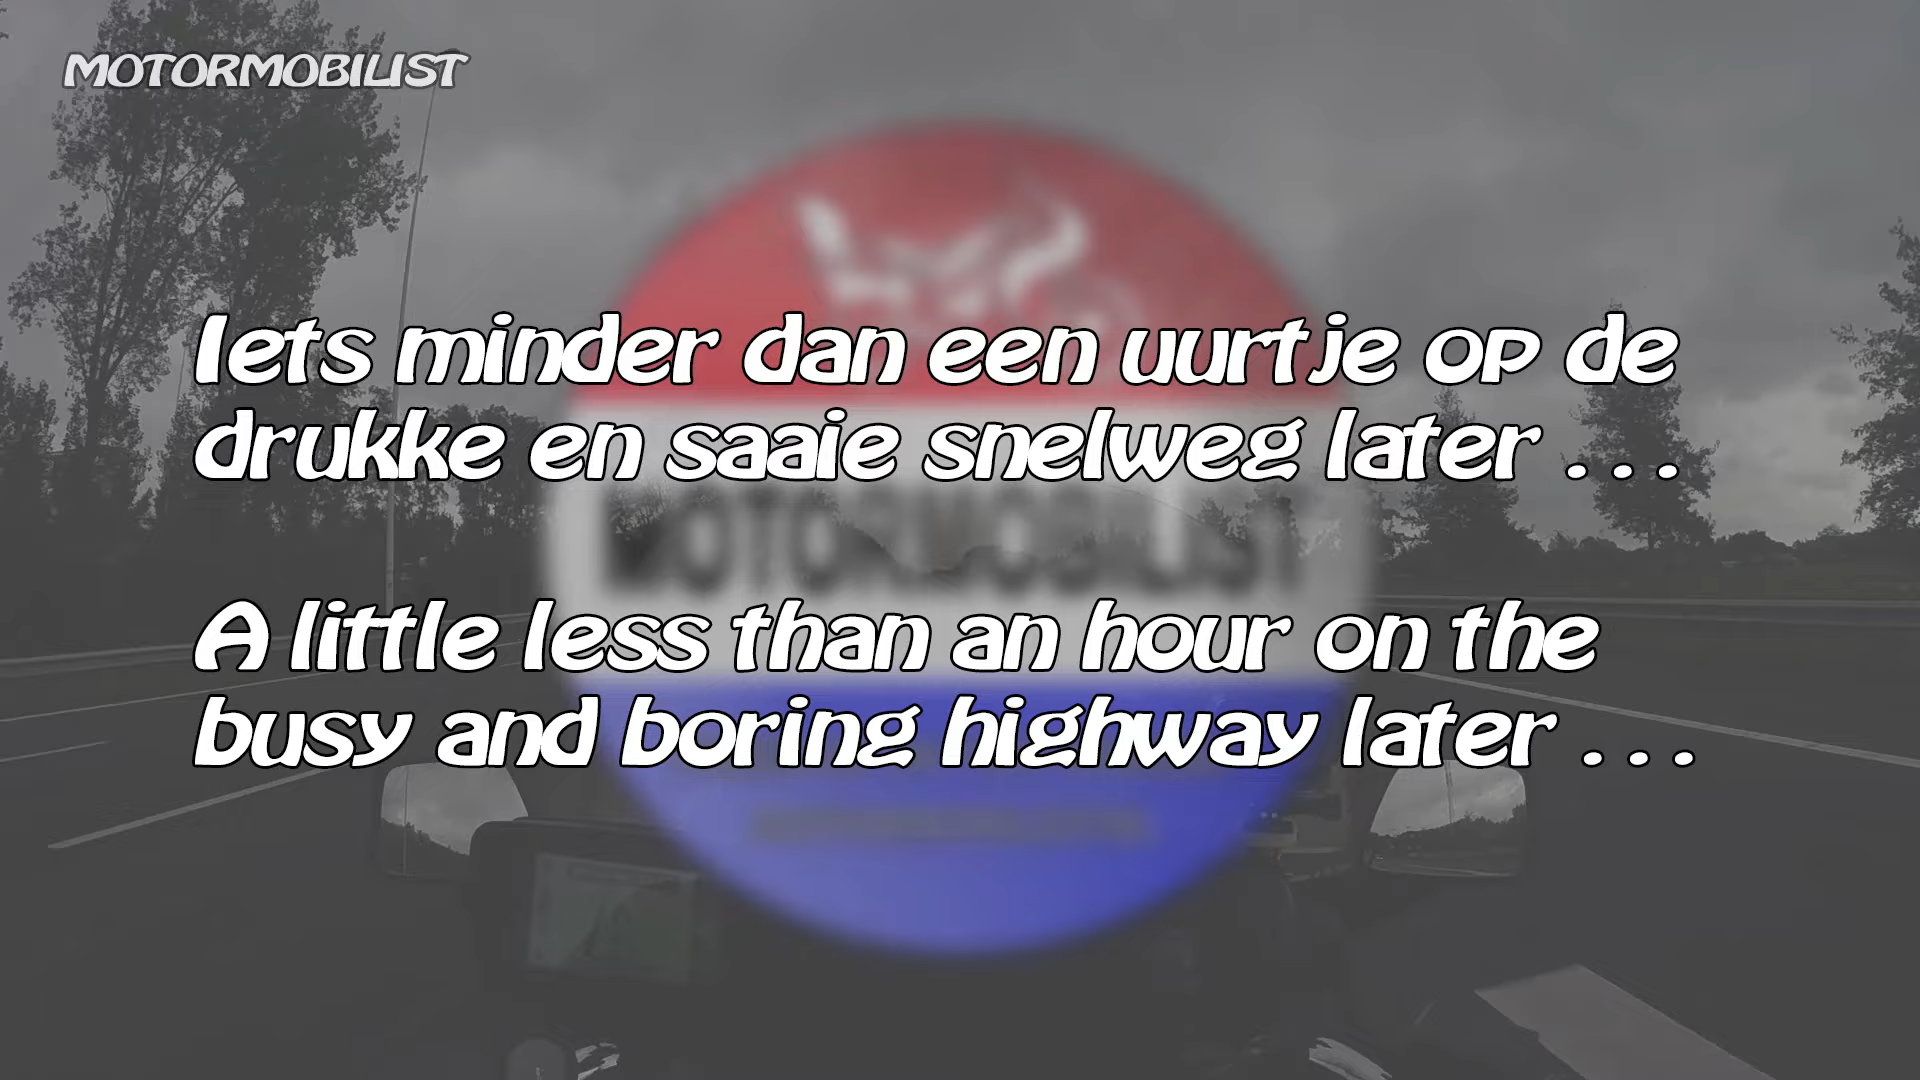 MOTORMOBILIST
Iets minder dan een uurtje op de
drukke en saaie snelweg later ...
MOTORMOBILIST
A little less than an hour on the
busy and boring highway later ...